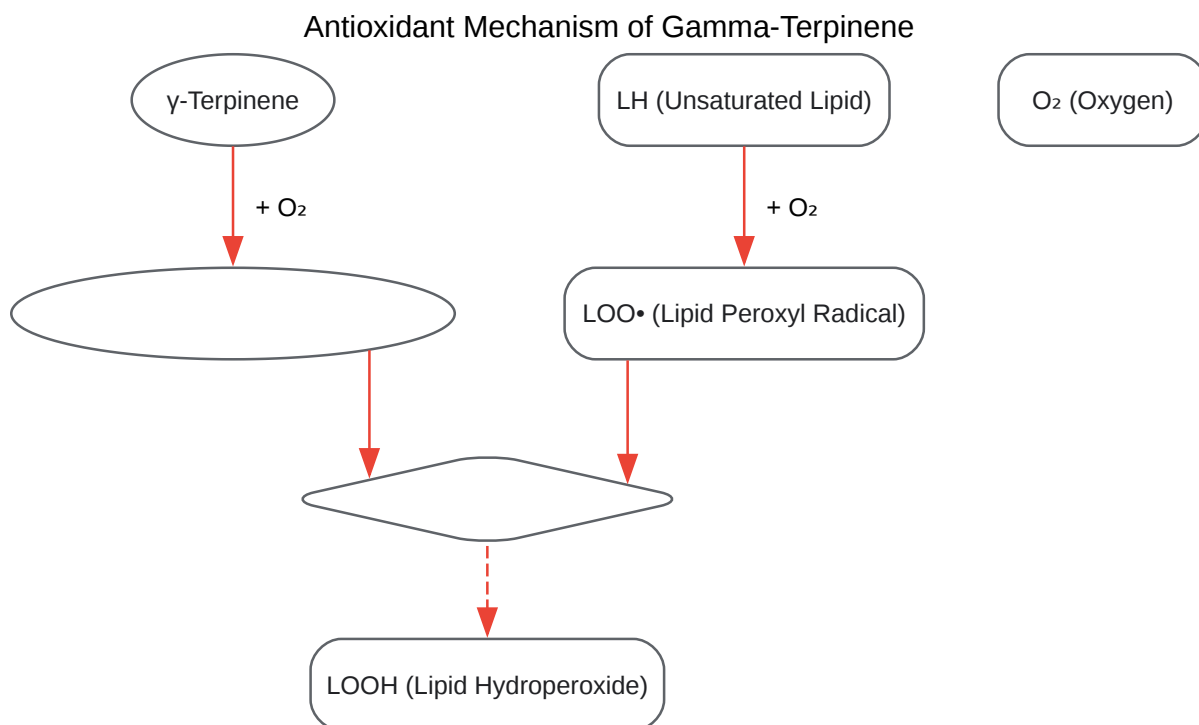 Antioxidant Mechanism of Gamma-Terpinene
γ-Terpinene
LH (Unsaturated Lipid)
O₂ (Oxygen)
+ O₂
+ O₂
LOO• (Lipid Peroxyl Radical)
LOOH (Lipid Hydroperoxide)